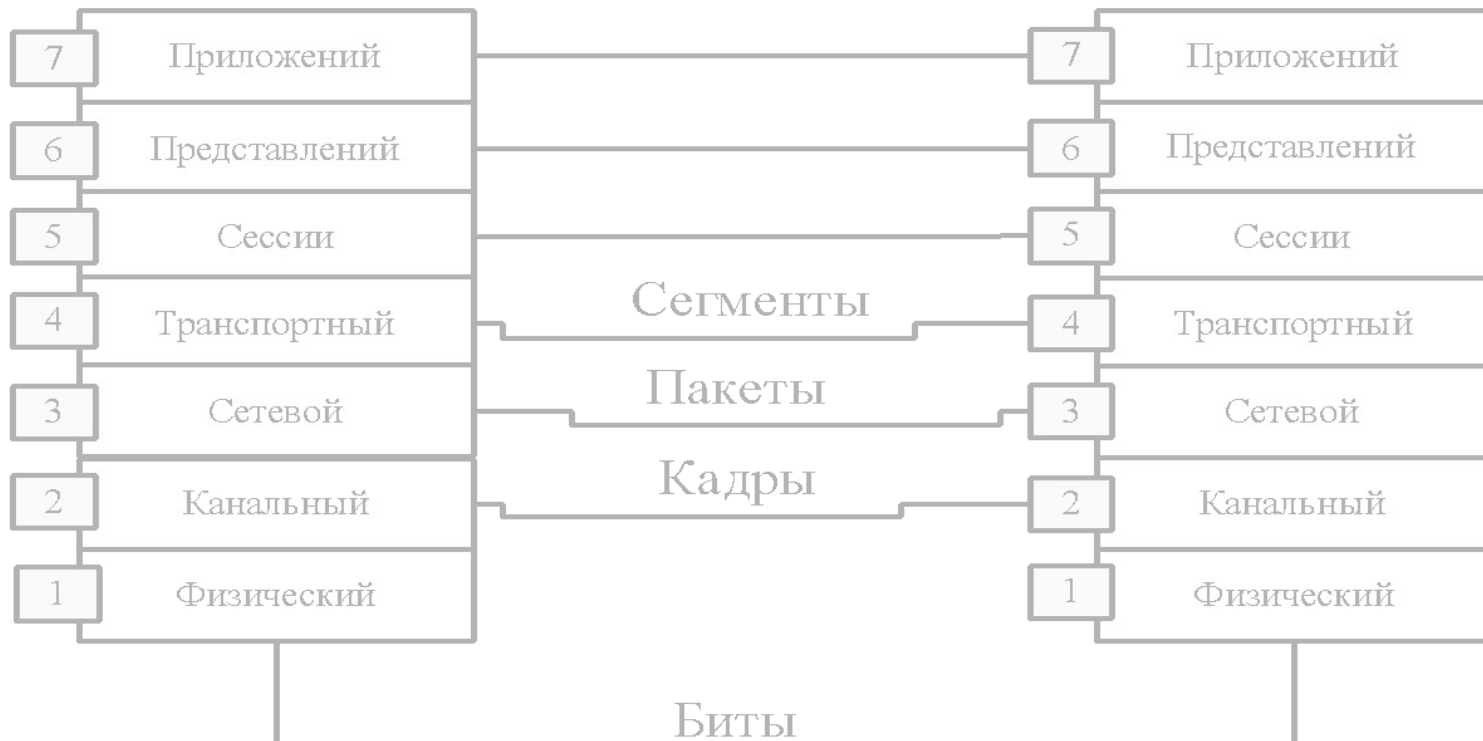 7 Приложений 7 Приложений
6 Представлений 6 Представлений
5 Сессии 5 Сессии
Сегменты
4 Транспортный 4 Транспортный
Пакеты
3 Сетевой 3 Сетевой
Кадры
2 Канальный 2 Канальный
1 Физический 1 Физический
Биты